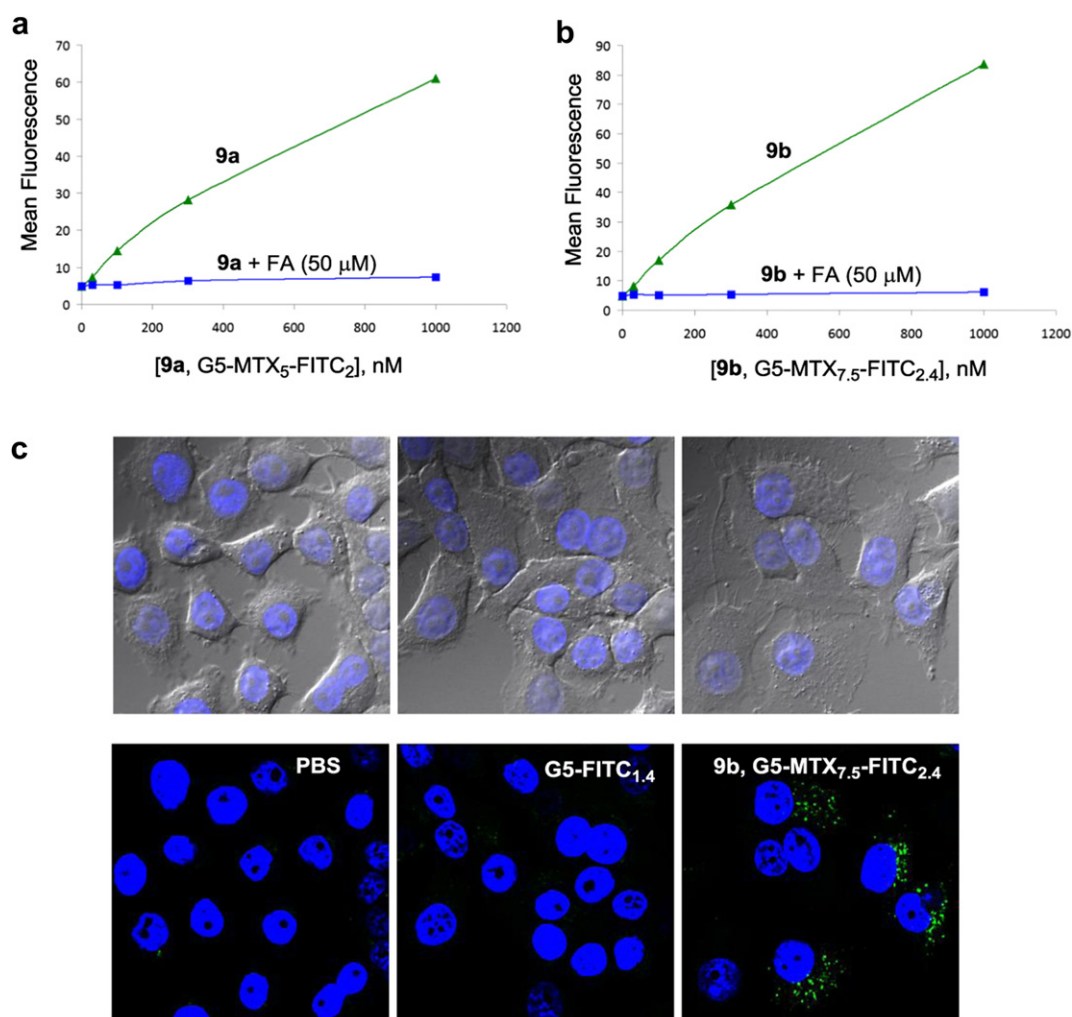 a
70
60
50
40
30
20
10
0
Mean Fluorescence
9a
9a + FA (50 μM)
0 200 400 600 800 1000 1200
[9a, G5-MTX5-FITC2], nM
b
90
80
70
60
50
40
30
20
10
0
Mean Fluorescence
9b
9b + FA (50 μM)
0 200 400 600 800 1000 1200
[9b, G5-MTX7.5-FITC2.4], nM
c
PBS
G5-FITC1.4
9b, G5-MTX7.5-FITC2.4